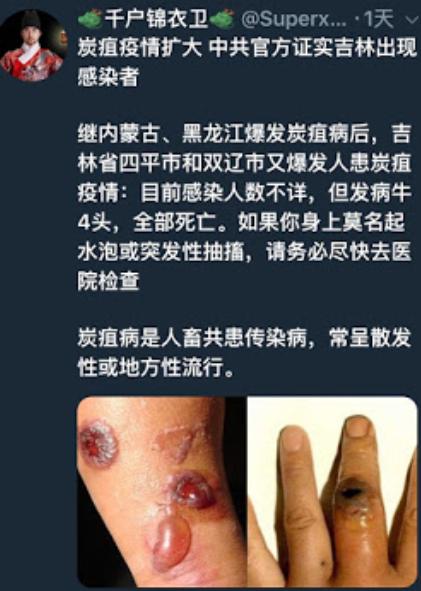 千户锦衣卫 @Superx... ·1天
炭疽疫情扩大 中共官方证实吉林出现
感染者
继内蒙古、黑龙江爆发炭疽病后，吉
林省四平市和双辽市又爆发人患炭疽
疫情：目前感染人数不详，但发病牛
4头，全部死亡。如果你身上莫名起
水泡或突发性抽搐，请务必尽快去医
院检查
炭疽病是人畜共患传染病，常呈散发
性或地方性流行。